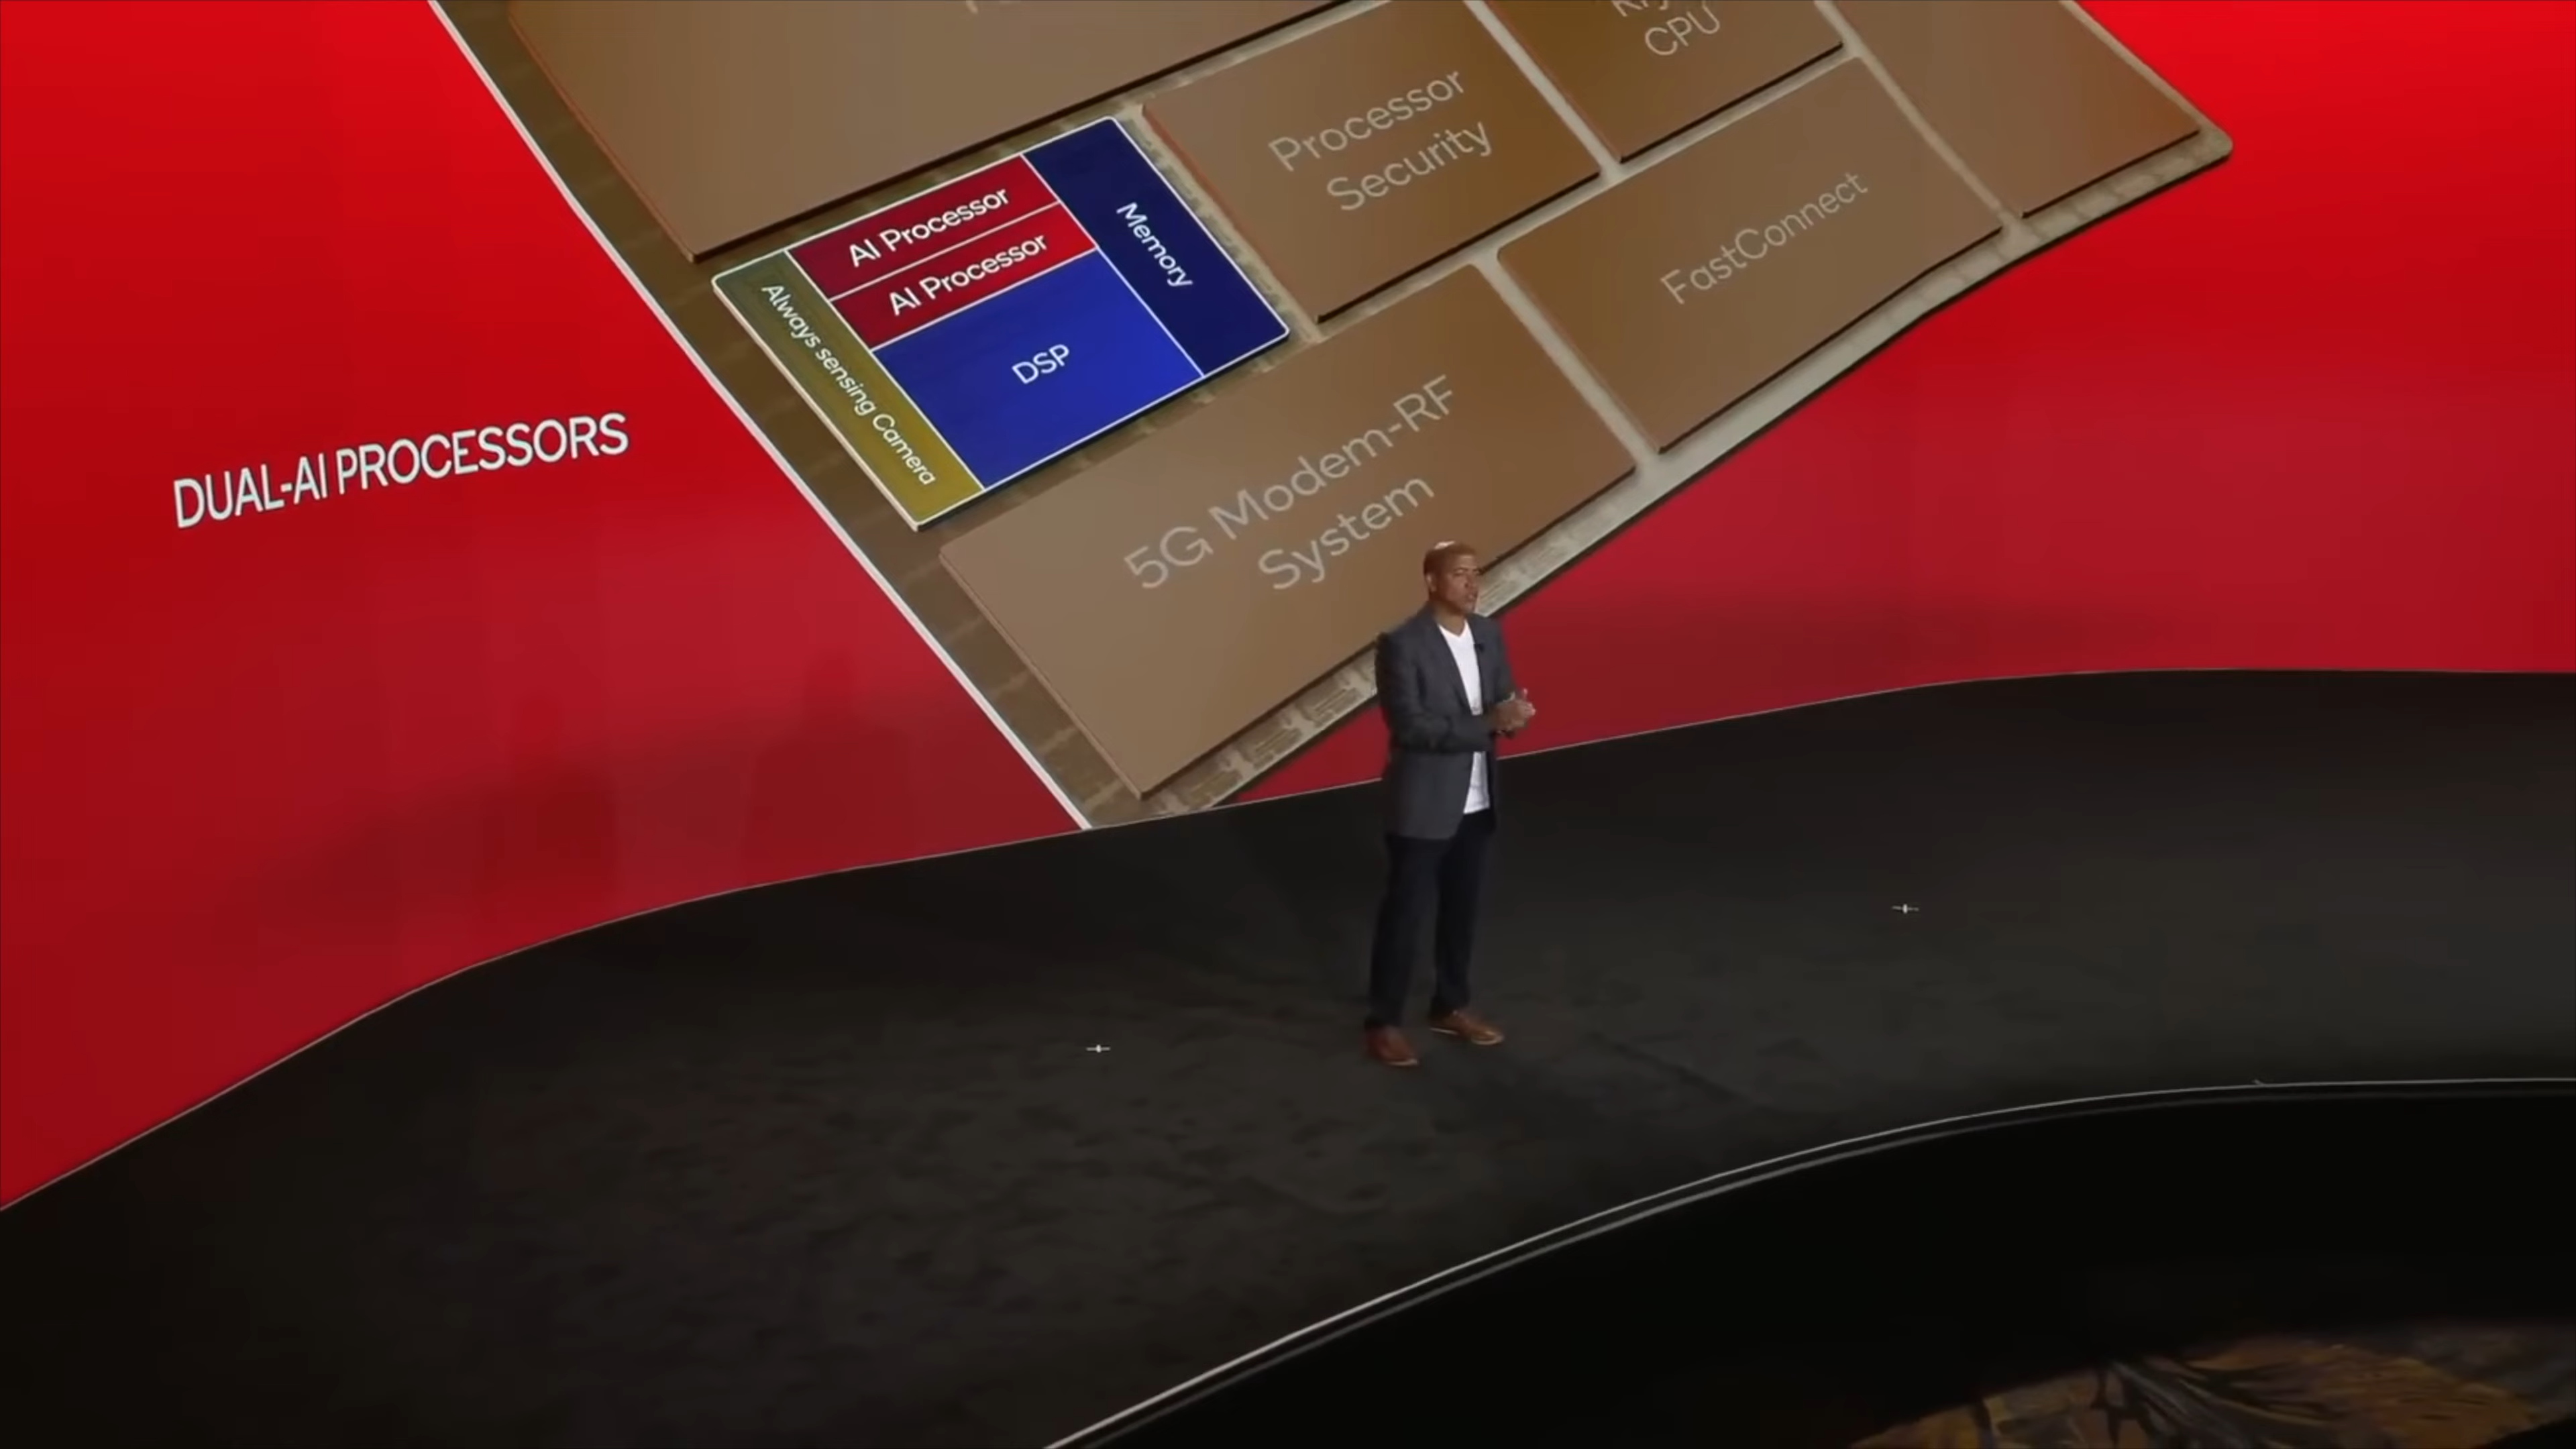 CPU
Processor
Security
AI Processor
AI Processor
Memory
FastConnect
Always sensing Camera
DSP
DUAL-AI PROCESSORS
5G Modem-RF
System